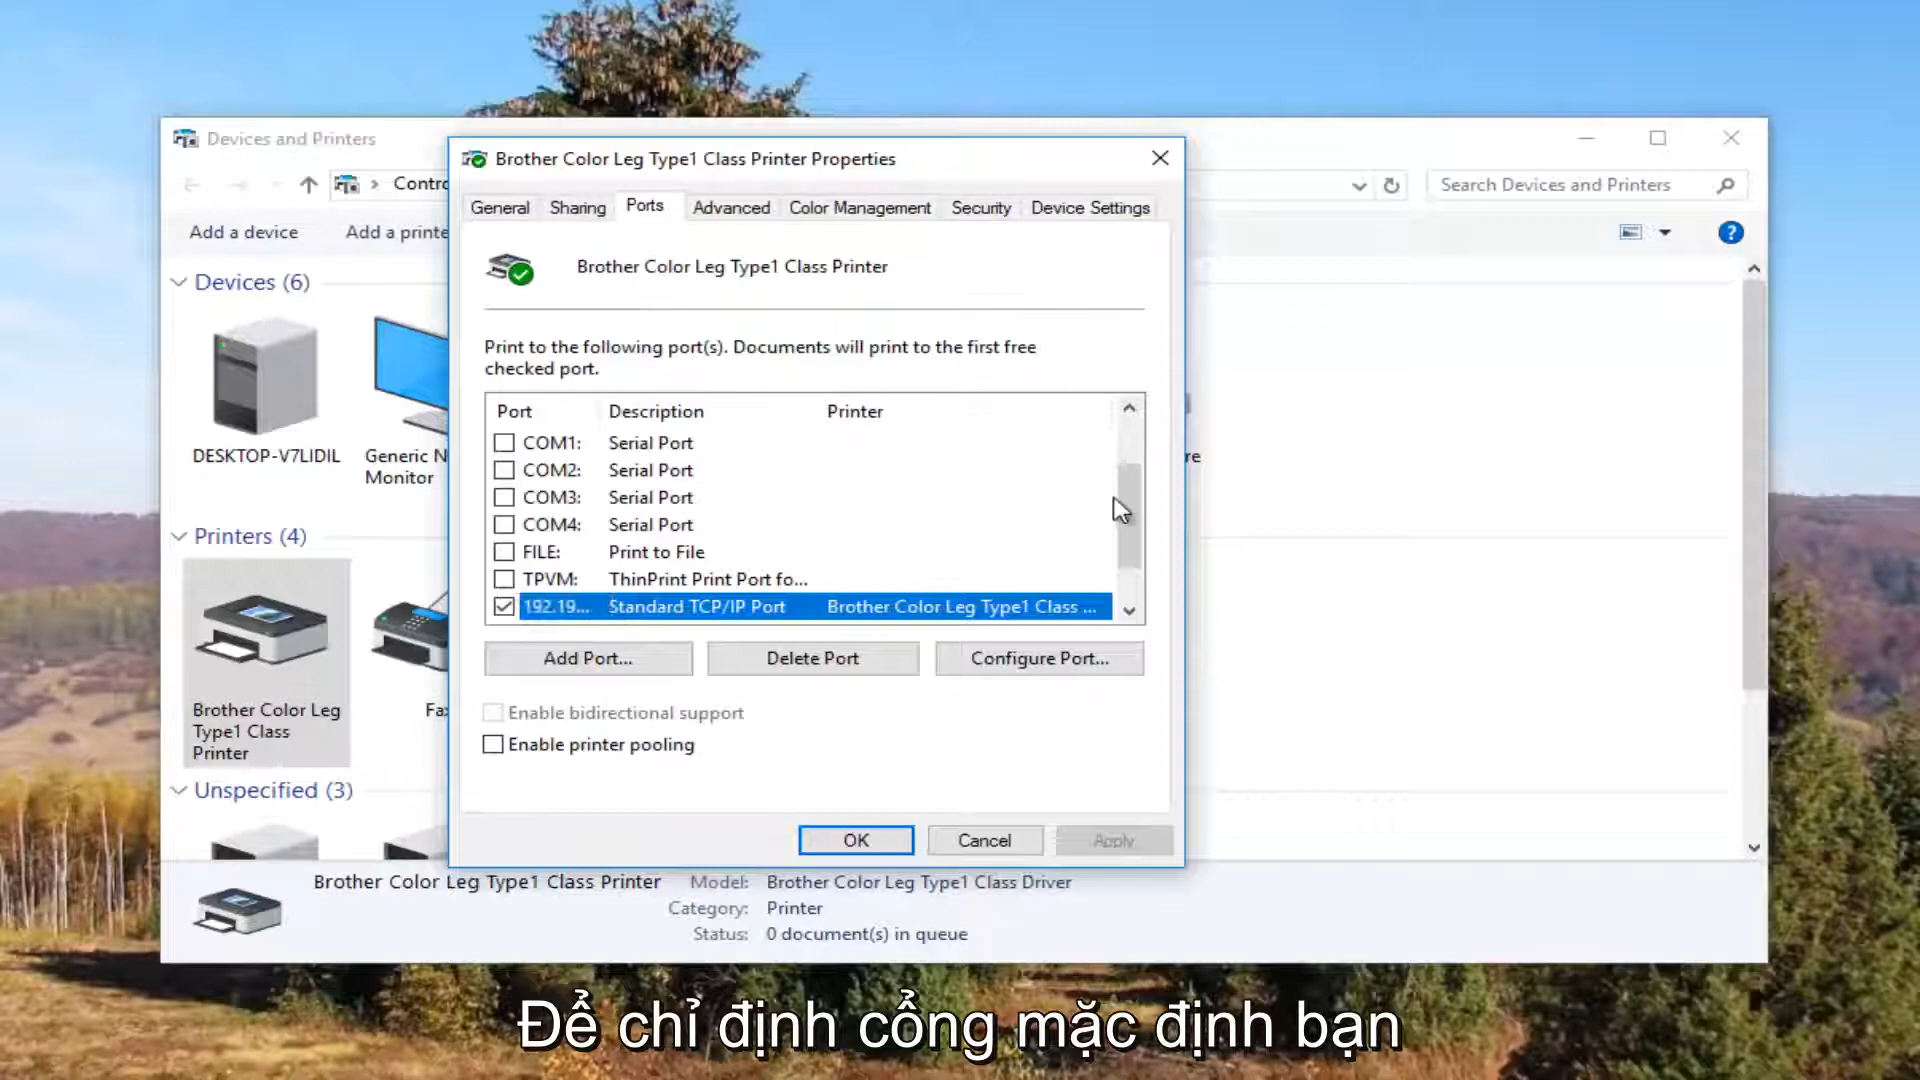 Devices and Printers
Brother Color Leg Type1 Class Printer Properties
Contro
Search Devices and Printers
General Sharing Ports Advanced Color Management Security Device Settings
Add a device Add a printe
Brother Color Leg Type1 Class Printer
Devices (6)
Print to the following port(s). Documents will print to the first free
checked port.
Port Description Printer
COM1: Serial Port
COM2: Serial Port
COM3: Serial Port
COM4: Serial Port
FILE: Print to File
TPVM: ThinPrint Print Port fo...
192.19... Standard TCP/IP Port Brother Color Leg Type1 Class ...
DESKTOP-V7LIDIL
Generic N
Monitor
re
Printers (4)
Add Port... Delete Port Configure Port...
Brother Color Leg
Type1 Class
Printer
Fax
Enable bidirectional support
Enable printer pooling
Unspecified (3)
OK Cancel Apply
Brother Color Leg Type1 Class Printer
Model: Brother Color Leg Type1 Class Driver
Category: Printer
Status: 0 document(s) in queue
Để chỉ định cổng mặc định bạn